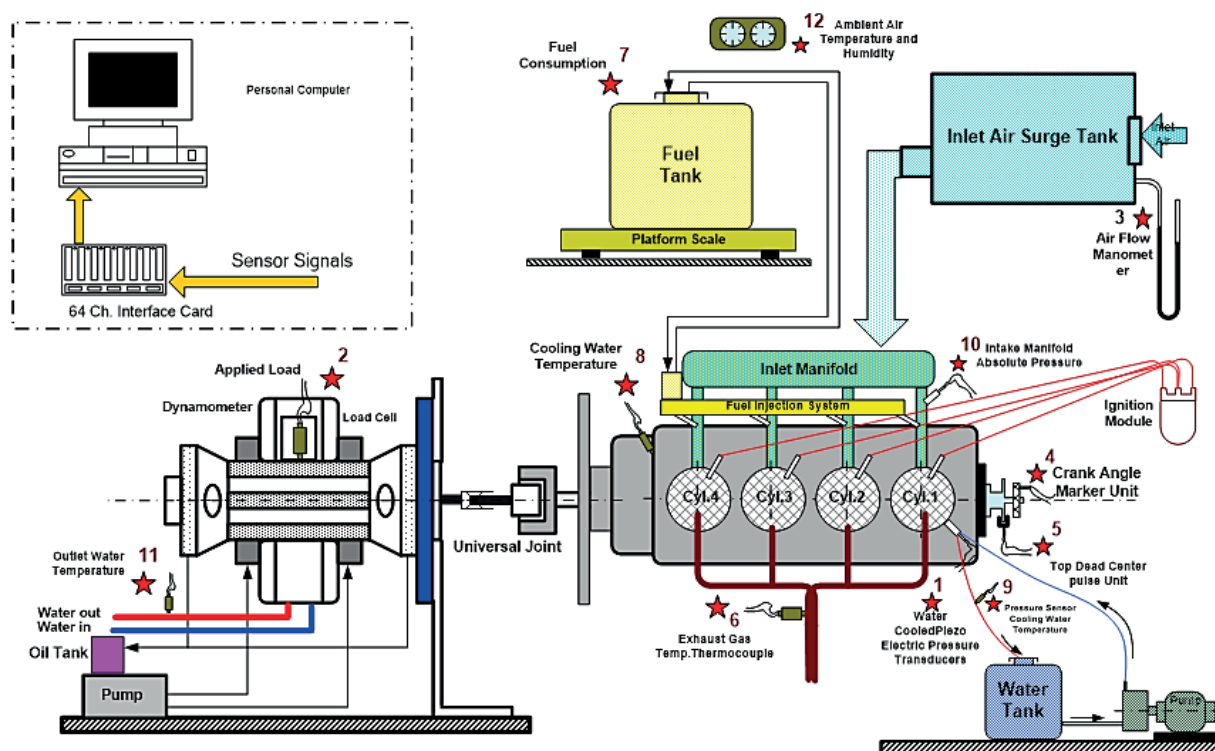 Personal Computer
Sensor Signals
64 Ch. Interface Card
Fuel
Consumption
7
12
Ambient Air
Temperature and
Humidity
Fuel
Tank
Platform Scale
Inlet Air Surge Tank
Inlet
Air
3
Air Flow
Manomet
er
2
Applied Load
Dynamometer
Load Cell
Cooling Water
Temperature
8
Inlet Manifold
Fuel Injection System
10
Intake Manifold
Absolute Pressure
Ignition
Module
Cyl.4
Cyl.3
Cyl.2
Cyl.1
4
Crank Angle
Marker Unit
5
Top Dead Center
pulse Unit
Universal Joint
11
Outlet Water
Temperature
Water out
Water in
Oil Tank
Pump
6
Exhaust Gas
Temp.Thermocouple
1
Water
CooledPiezo
Electric Pressure
Transducers
9
Pressure Sensor
Cooling Water
Temperature
Water
Tank
Pump